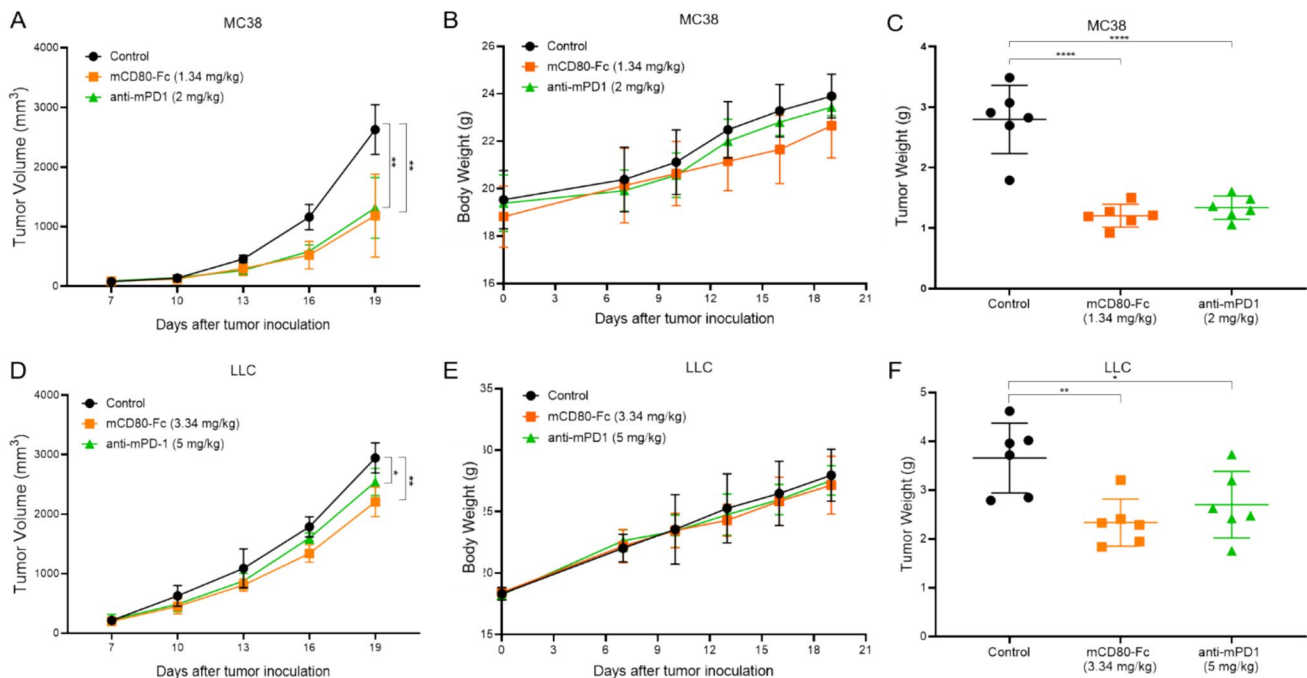 A
MC38
Tumor Volume (mm³)
4000
3000
2000
1000
0
7 10 13 16 19
Days after tumor inoculation
Control
mCD80-Fc (1.34 mg/kg)
anti-mPD1 (2 mg/kg)
**
**
B
MC38
Body Weight (g)
26
24
22
20
18
16
0 3 6 9 12 15 18 21
Days after tumor inoculation
Control
mCD80-Fc (1.34 mg/kg)
anti-mPD1 (2 mg/kg)
C
MC38
****
****
Tumor Weight (g)
4
3
2
1
0
Control
mCD80-Fc
(1.34 mg/kg)
anti-mPD1
(2 mg/kg)
D
LLC
Tumor Volume (mm³)
4000
3000
2000
1000
0
7 10 13 16 19
Days after tumor inoculation
Control
mCD80-Fc (3.34 mg/kg)
anti-mPD-1 (5 mg/kg)
*
**
E
LLC
Body Weight (g)
35
30
25
20
15
0 3 6 9 12 15 18 21
Days after tumor inoculation
Control
mCD80-Fc (3.34 mg/kg)
anti-mPD1 (5 mg/kg)
F
LLC
*
**
Tumor Weight (g)
5
4
3
2
1
0
Control
mCD80-Fc
(3.34 mg/kg)
anti-mPD1
(5 mg/kg)